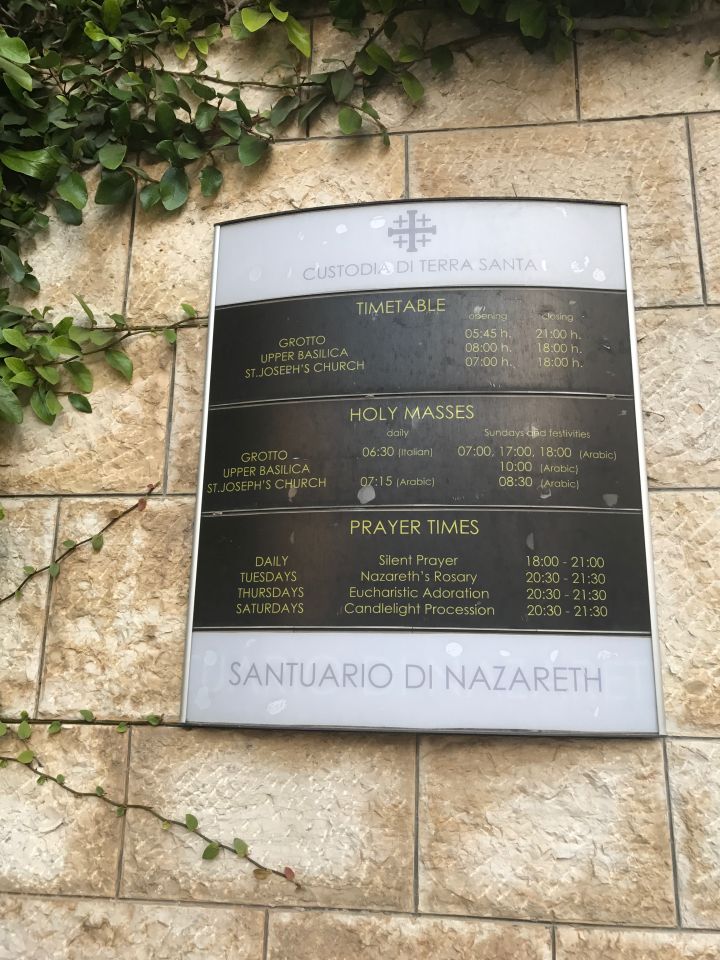 CUSTODIA DI TERRA SANTA
TIMETABLE opening closing
GROTTO 05:45 h. 21:00 h.
UPPER BASILICA 08:00 h. 18:00 h.
ST.JOSEPH'S CHURCH 07:00 h. 18:00 h.
HOLY MASSES
daily Sundays and festivities
GROTTO 06:30 (Italian) 07:00, 17:00, 18:00 (Arabic)
UPPER BASILICA 10:00 (Arabic)
ST.JOSEPH'S CHURCH 07:15 (Arabic) 08:30 (Arabic)
PRAYER TIMES
DAILY Silent Prayer 18:00 - 21:00
TUESDAYS Nazareth's Rosary 20:30 - 21:30
THURSDAYS Eucharistic Adoration 20:30 - 21:30
SATURDAYS Candlelight Procession 20:30 - 21:30
SANTUARIO DI NAZARETH